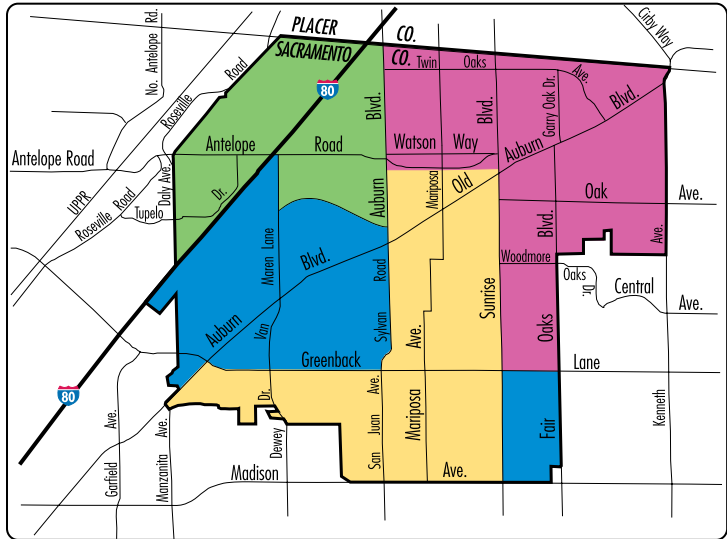 PLACER CO.
SACRAMENTO CO.
Cirby Way
No. Antelope Rd.
Roseville Road
80
Twin Oaks Ave.
Blvd.
Blvd.
Garry Oak Dr.
Blvd.
Antelope Road
Antelope Road
Watson Way
Auburn
Old
UPPR
Daly Ave.
Roseville Road
Tupelo Dr.
Auburn
Mariposa
Oak Ave.
Blvd.
Ave.
Maren Lane
Blvd.
Road
Woodmore
Oaks Dr.
Central Ave.
Sunrise
Auburn
Van
Sylvan
Ave.
Oaks
Greenback Lane
80
Ave.
Ave.
Dr.
Ave.
Juan
Mariposa
Fair
Kenneth
Garfield
Manzanita
Dewey
San
Madison Ave.